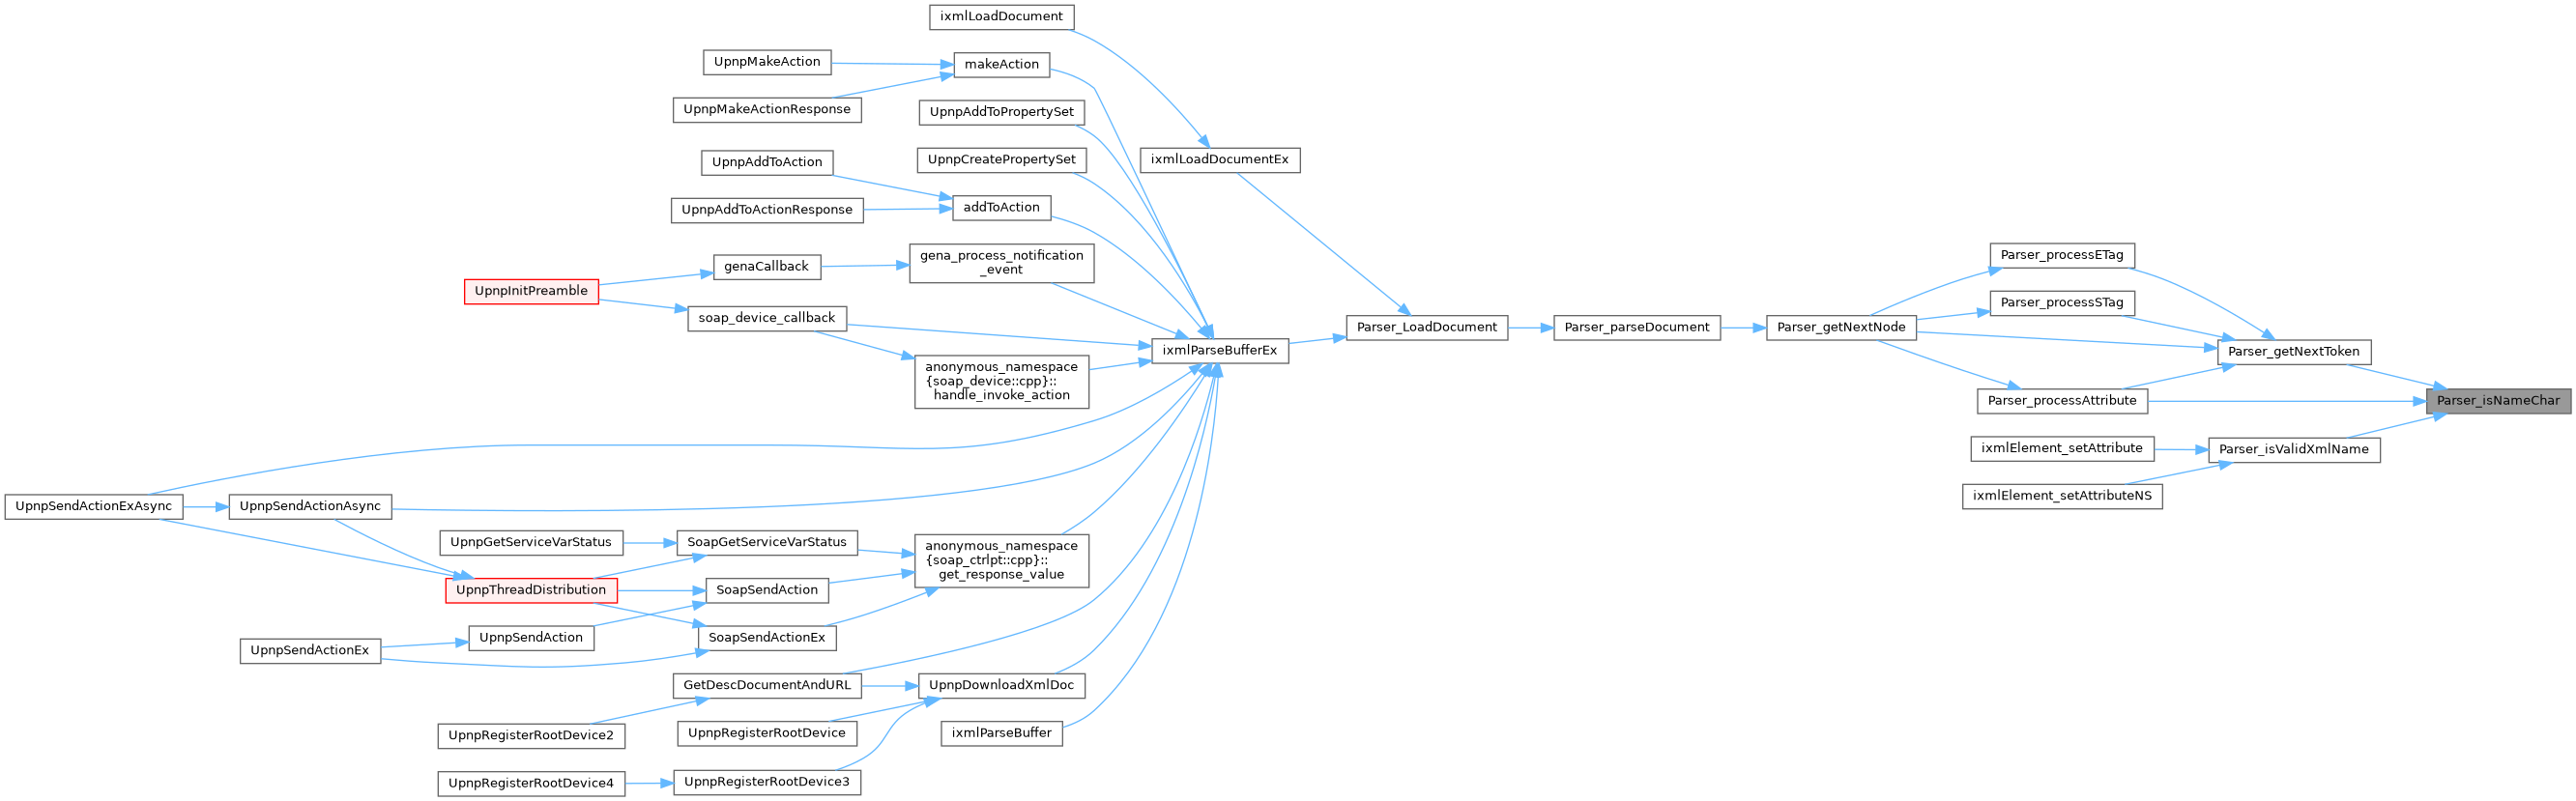 ixmlLoadDocument
UpnpMakeAction
makeAction
UpnpMakeActionResponse
UpnpAddToPropertySet
UpnpAddToAction
UpnpCreatePropertySet
ixmlLoadDocumentEx
UpnpAddToActionResponse
addToAction
genaCallback
gena_process_notification
_event
Parser_processETag
UpnpInitPreamble
soap_device_callback
Parser_processSTag
Parser_LoadDocument
Parser_parseDocument
Parser_getNextNode
ixmlParseBufferEx
Parser_getNextToken
anonymous_namespace
{soap_device::cpp}::
handle_invoke_action
Parser_processAttribute
Parser_isNameChar
ixmlElement_setAttribute
Parser_isValidXmlName
ixmlElement_setAttributeNS
UpnpSendActionExAsync
UpnpSendActionAsync
UpnpGetServiceVarStatus
SoapGetServiceVarStatus
anonymous_namespace
{soap_ctrlpt::cpp}::
get_response_value
UpnpThreadDistribution
SoapSendAction
UpnpSendActionEx
UpnpSendAction
SoapSendActionEx
GetDescDocumentAndURL
UpnpDownloadXmlDoc
UpnpRegisterRootDevice2
UpnpRegisterRootDevice
ixmlParseBuffer
UpnpRegisterRootDevice4
UpnpRegisterRootDevice3